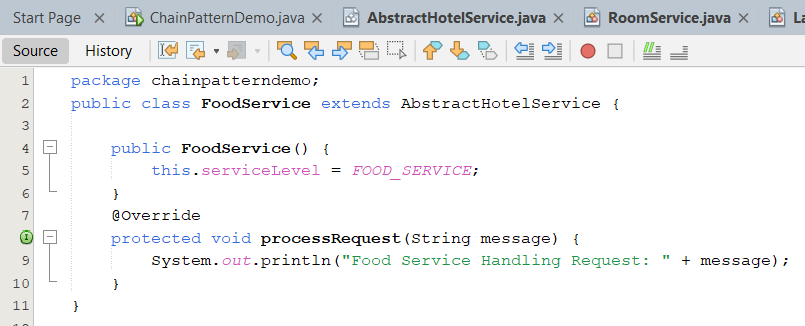 Start Page ChainPatternDemo.java AbstractHotelService.java RoomService.java La
Source History
1 package chainpatterndemo;
2 public class FoodService extends AbstractHotelService {
3
4 public FoodService() {
5 this.serviceLevel = FOOD_SERVICE;
6 }
7 @Override
protected void processRequest(String message) {
9 System.out.println("Food Service Handling Request: " + message);
10 }
11 }